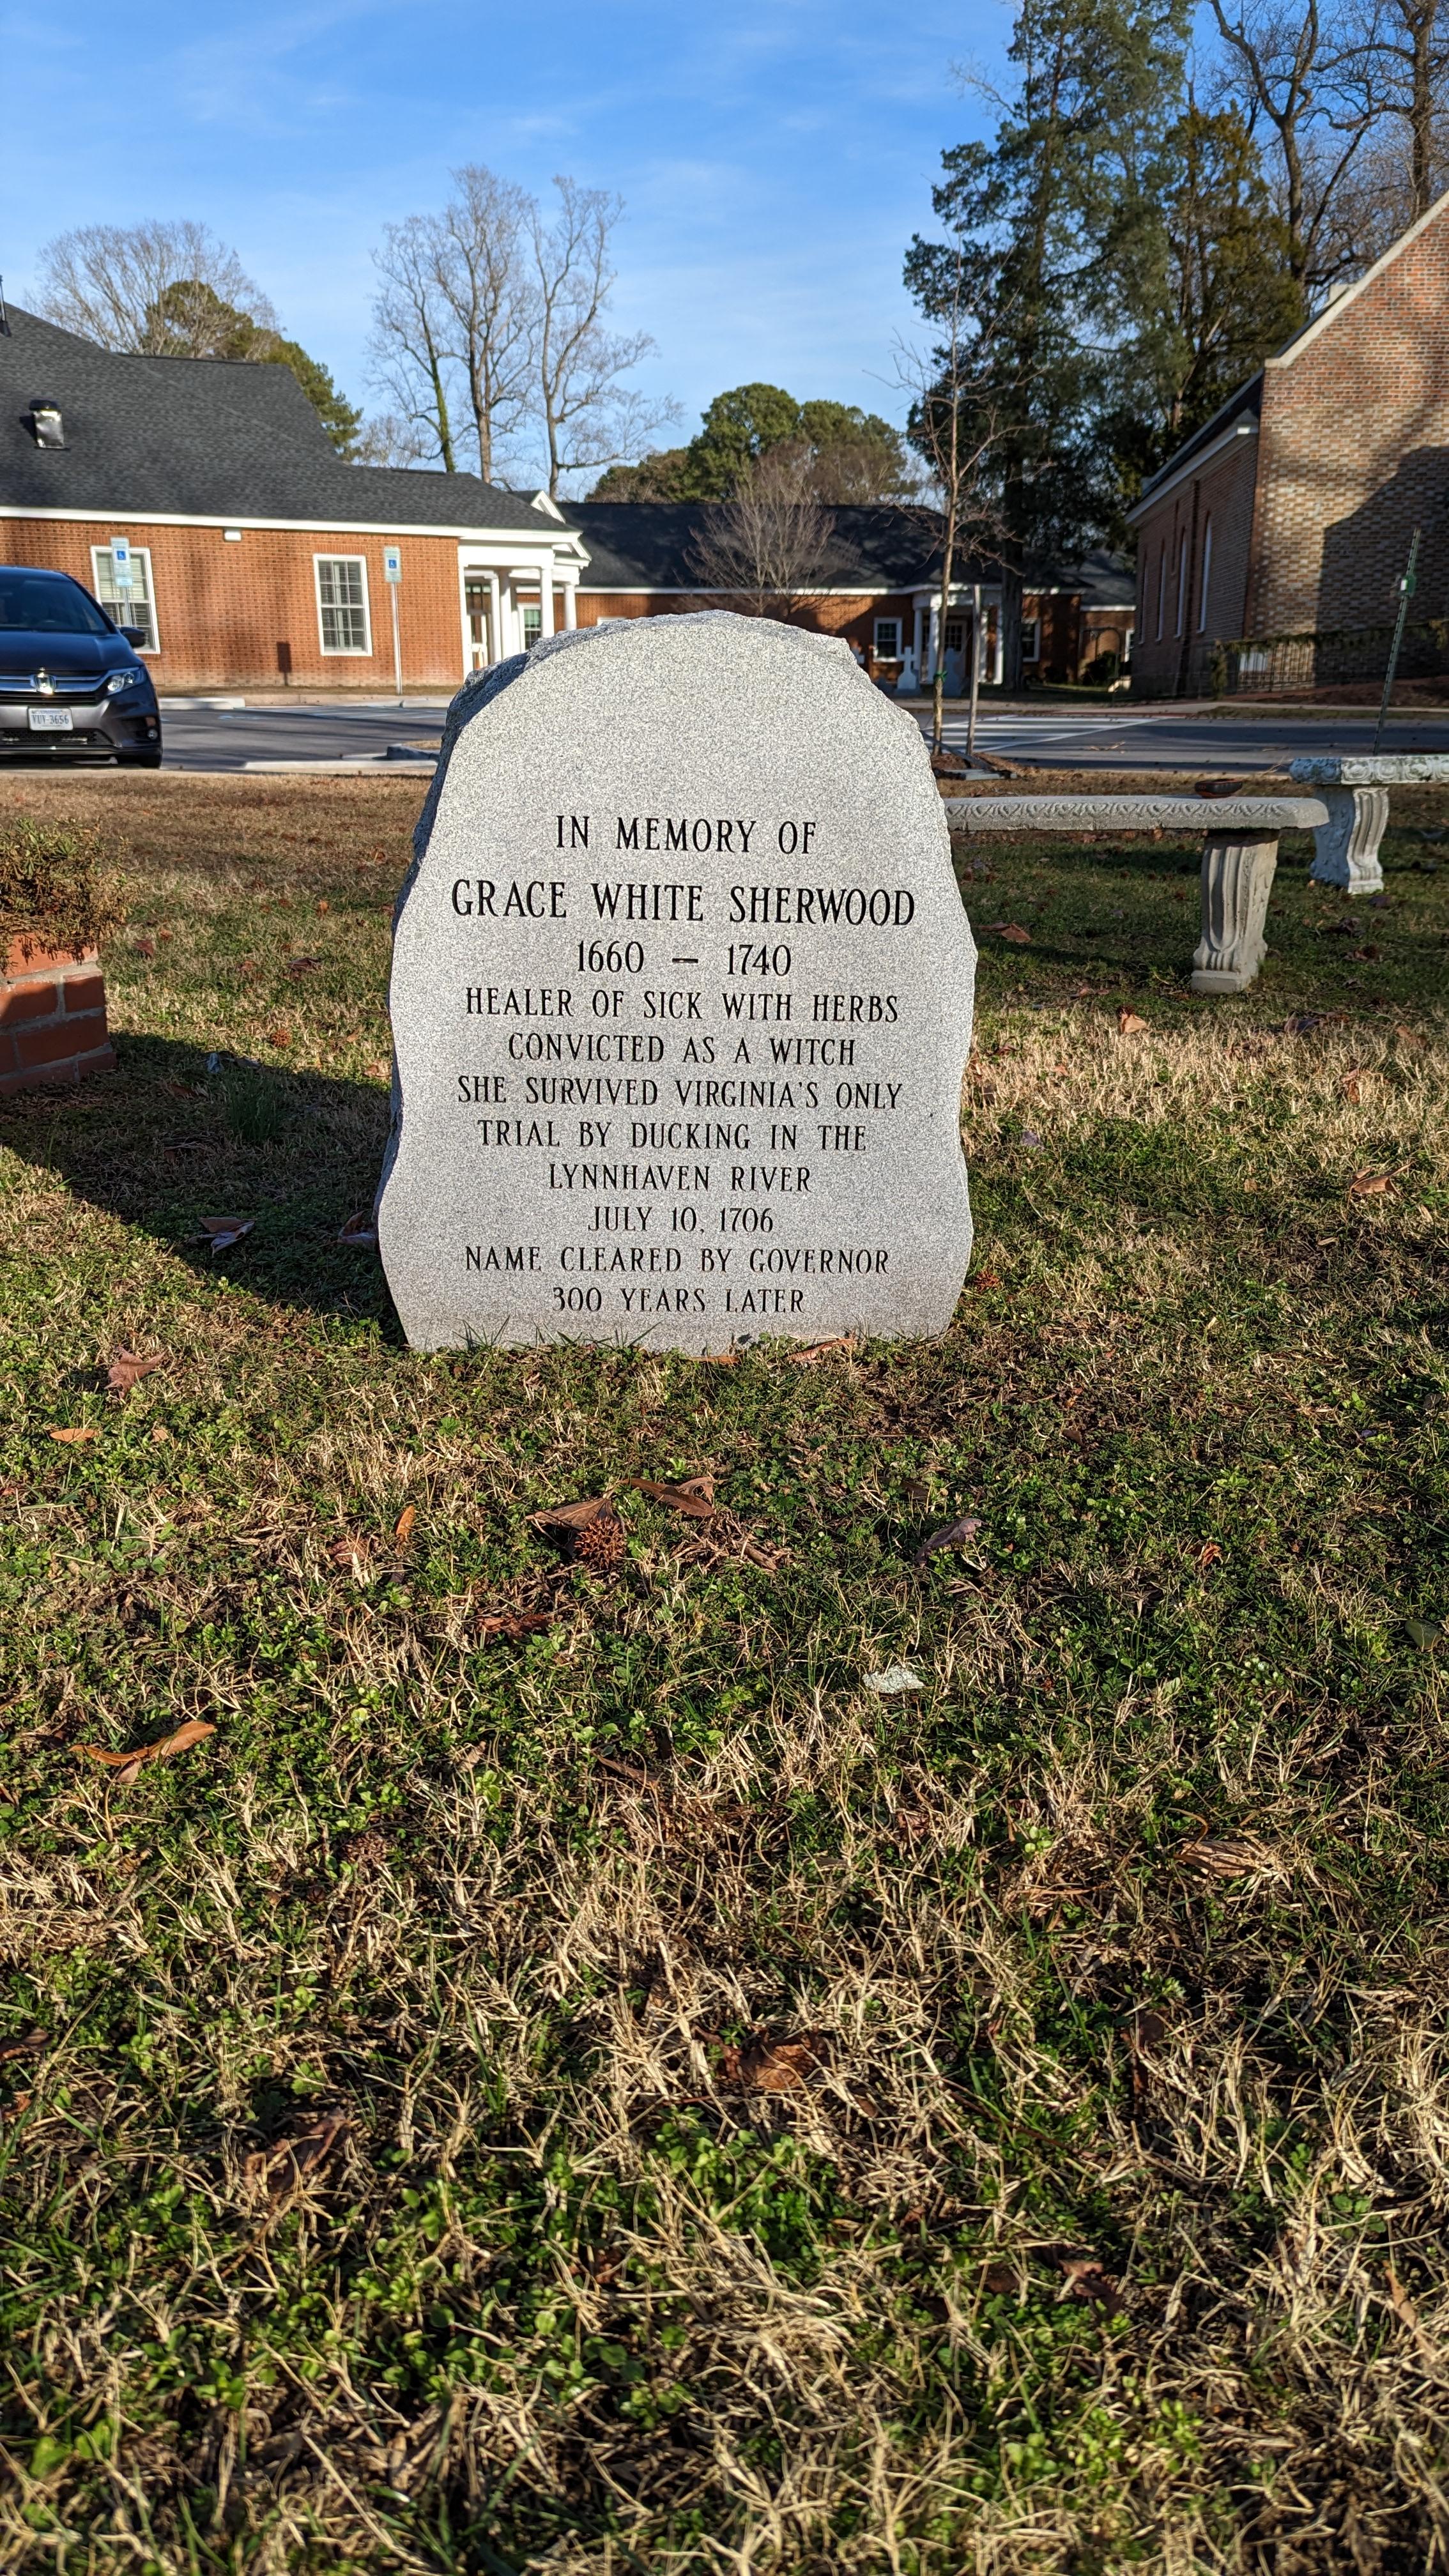 IN MEMORY OF
GRACE WHITE SHERWOOD
1660 – 1740
HEALER OF SICK WITH HERBS
CONVICTED AS A WITCH
SHE SURVIVED VIRGINIA'S ONLY
TRIAL BY DUCKING IN THE
LYNNHAVEN RIVER
JULY 10, 1706
NAME CLEARED BY GOVERNOR
300 YEARS LATER